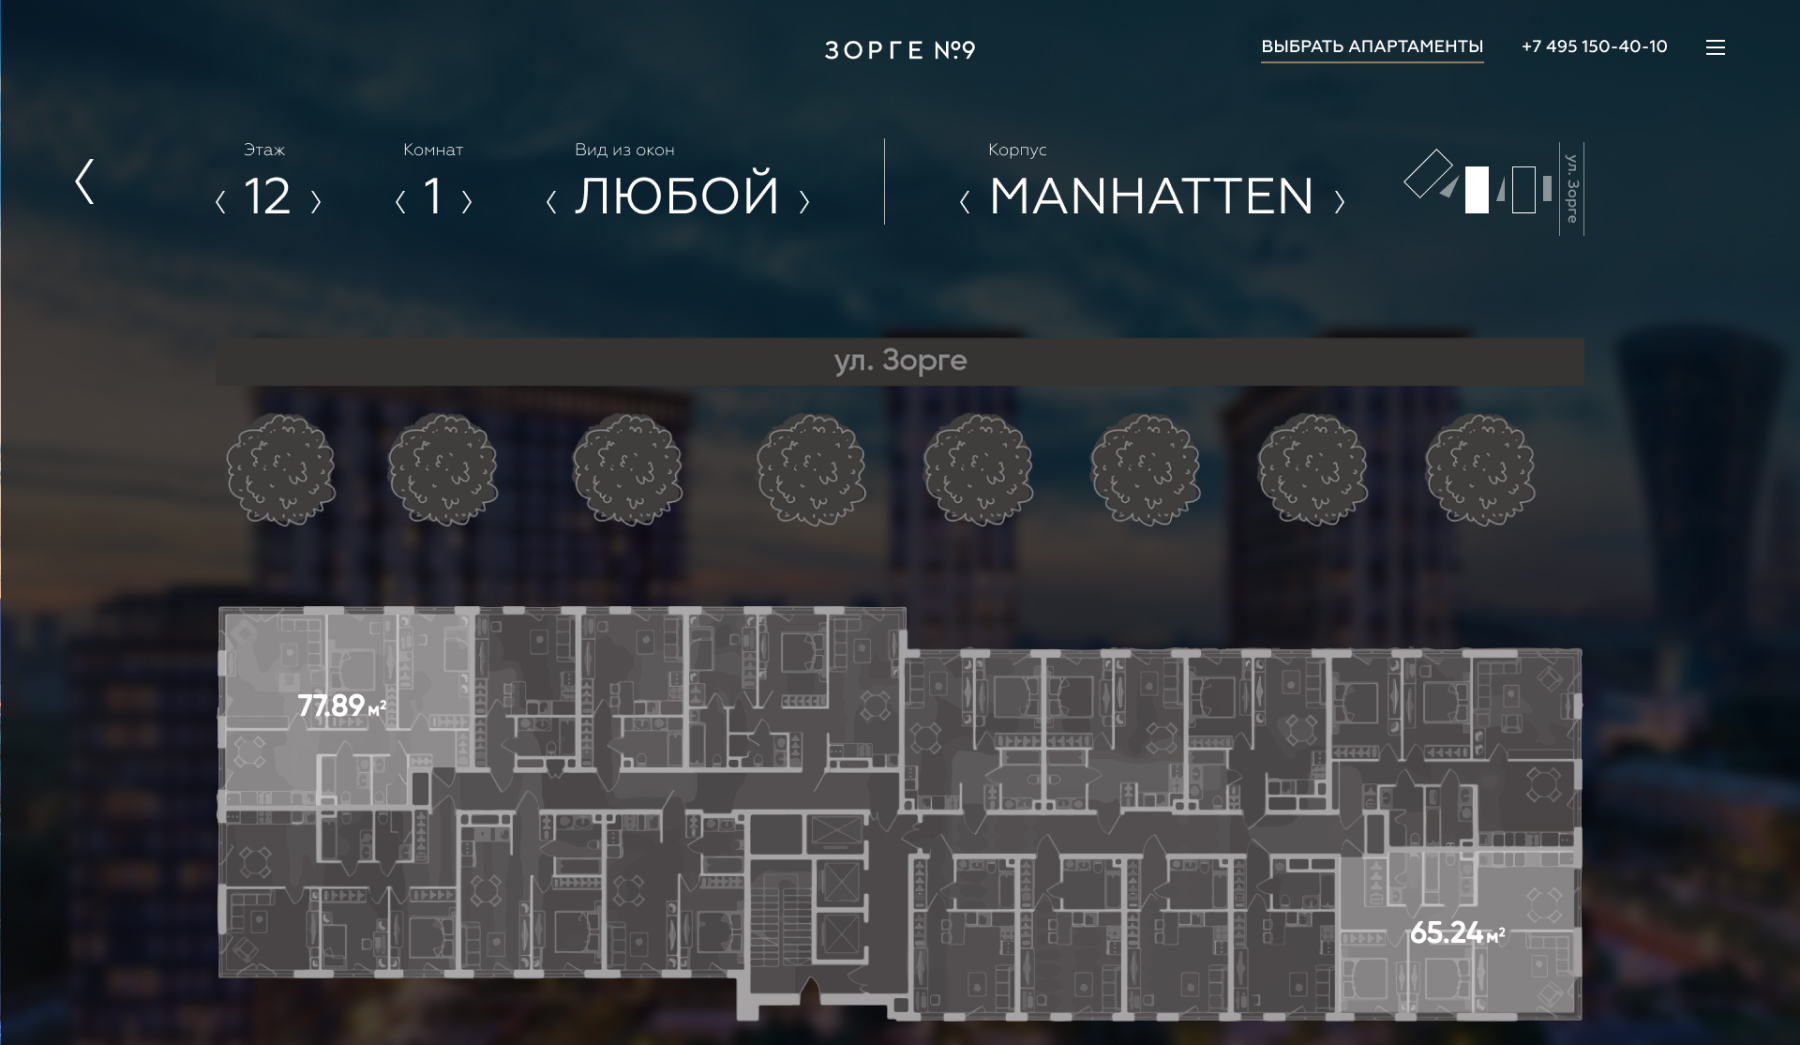 ЗОРГЕ №9
ВЫБРАТЬ АПАРТАМЕНТЫ
+7 495 150-40-10
Этаж
12
Комнат
1
Вид из окон
ЛЮБОЙ
Корпус
MANHATTEN
ул. Зорге
ул. Зорге
77.89 м²
65.24 м²